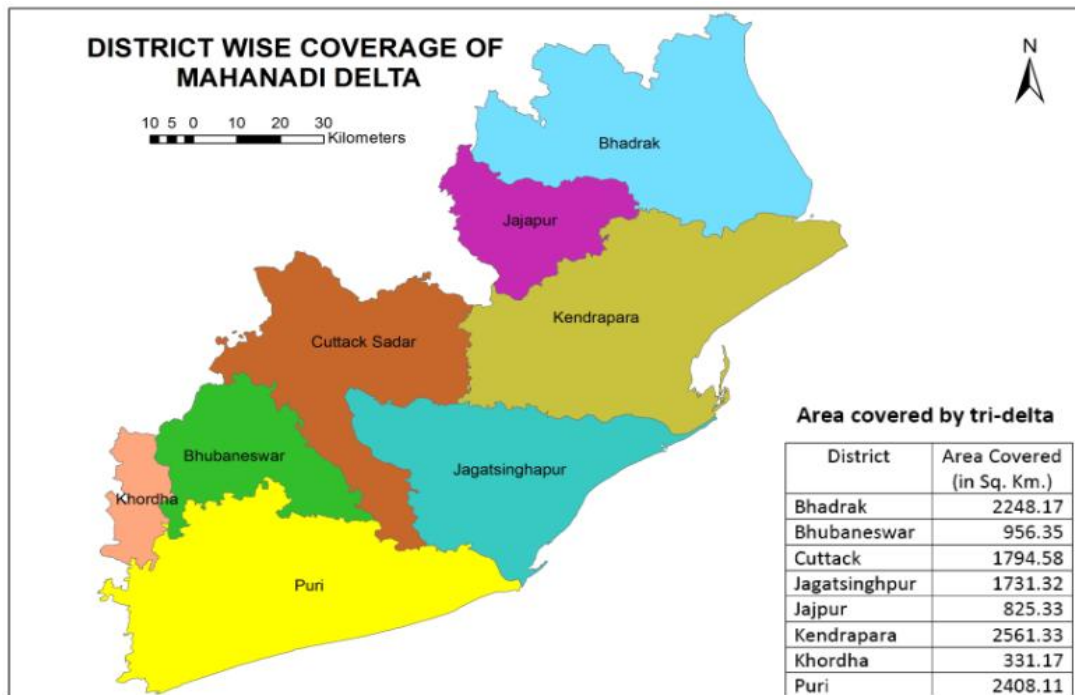 DISTRICT WISE COVERAGE OF
MAHANADI DELTA
N
10 5 0 10 20 30
Kilometers
Bhadrak
Jajapur
Kendrapara
Cuttack Sadar
Bhubaneswar
Jagatsinghapur
Khordha
Puri
Area covered by tri-delta
District Area Covered
(in Sq. Km.)
Bhadrak 2248.17
Bhubaneswar 956.35
Cuttack 1794.58
Jagatsinghpur 1731.32
Jajpur 825.33
Kendrapara 2561.33
Khordha 331.17
Puri 2408.11